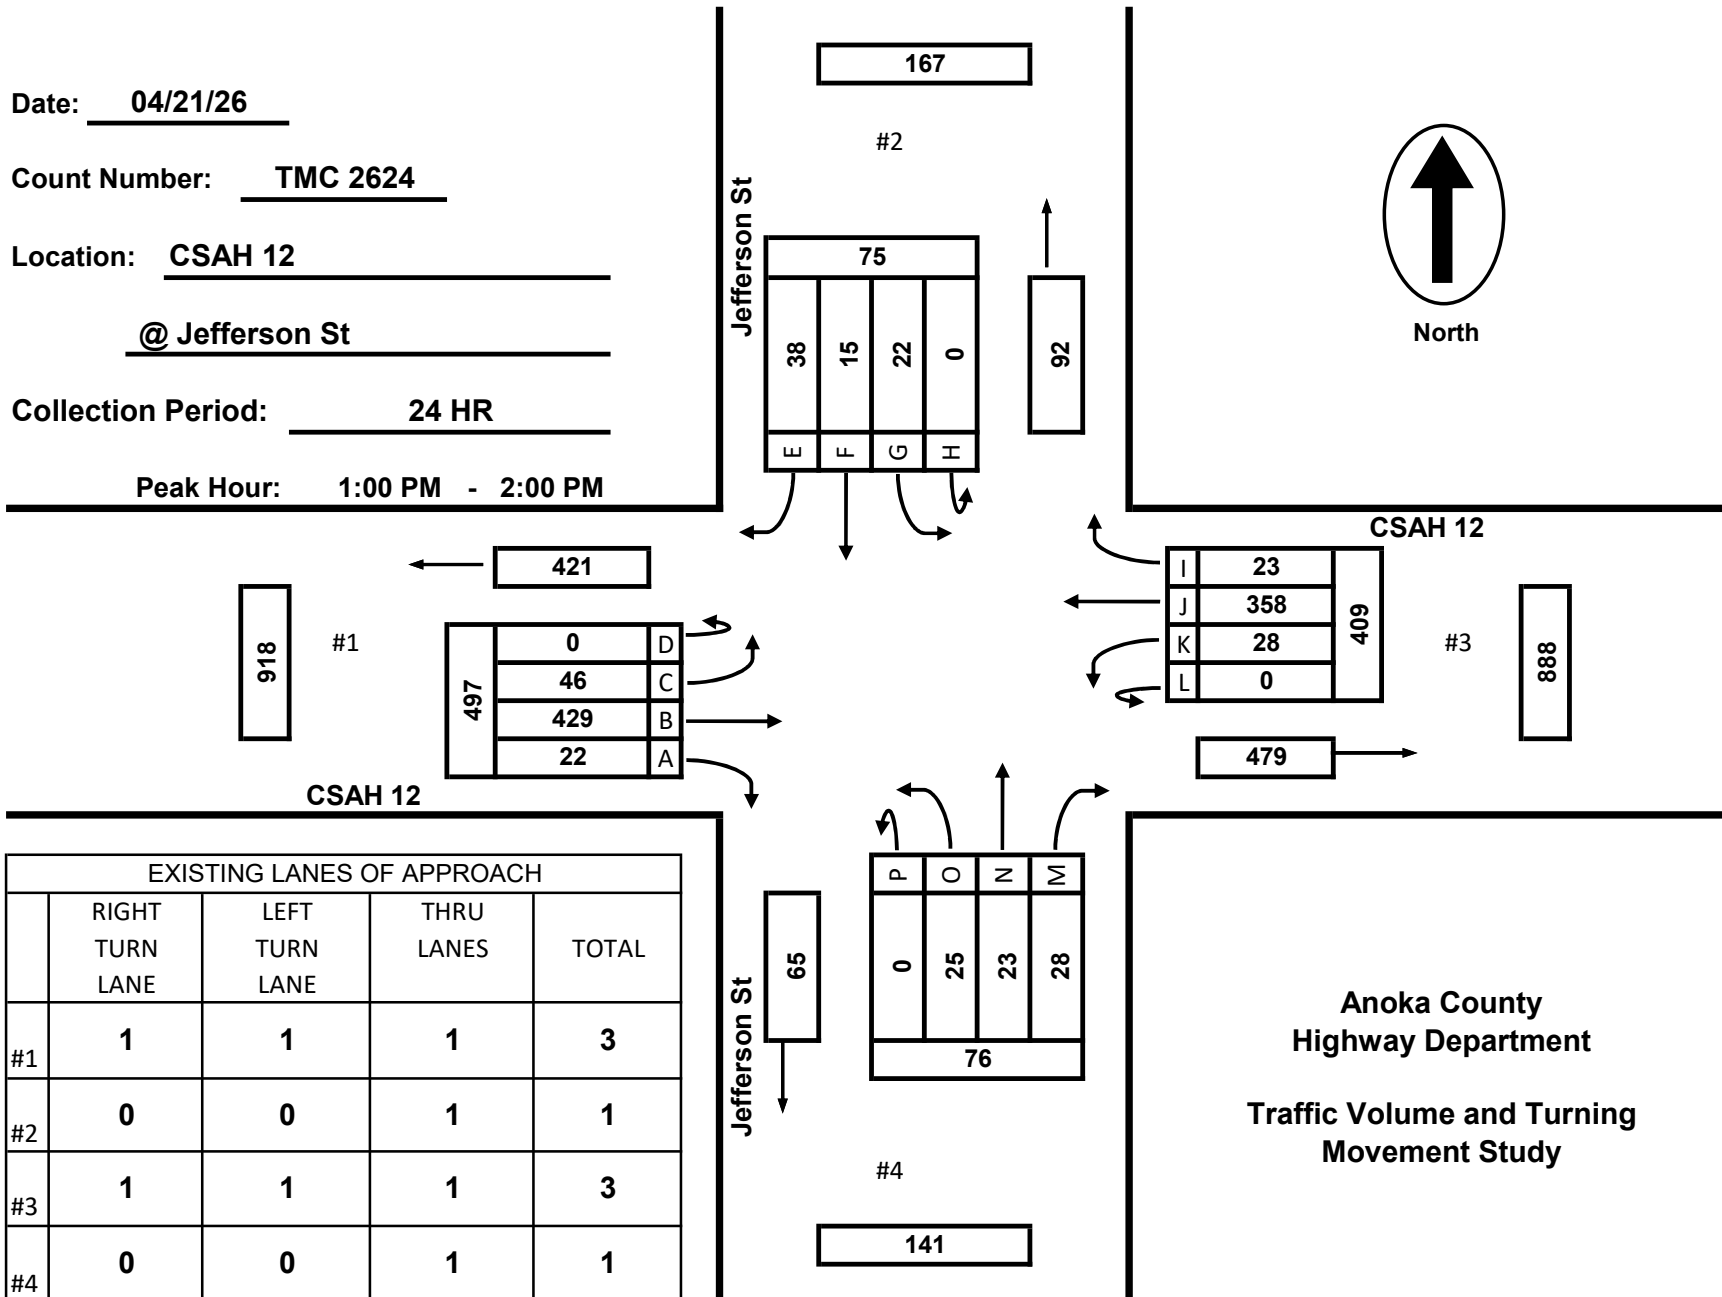 Date: 04/21/26
Count Number: TMC 2624
Location: CSAH 12
@ Jefferson St
Collection Period: 24 HR
Peak Hour: 1:00 PM - 2:00 PM
167
#2
Jefferson St
75
38 15 22 0
E F G H
92
North
CSAH 12
421
918
#1
497
0 D
46 C
429 B
22 A
CSAH 12
I 23
J 358
K 28
L 0
409
#3
888
479
P O N M
0 25 23 28
76
65
Jefferson St
#4
141
EXISTING LANES OF APPROACH
RIGHT TURN LANE
LEFT TURN LANE
THRU LANES
TOTAL
#1 1 1 1 3
#2 0 0 1 1
#3 1 1 1 3
#4 0 0 1 1
Anoka County
Highway Department
Traffic Volume and Turning
Movement Study